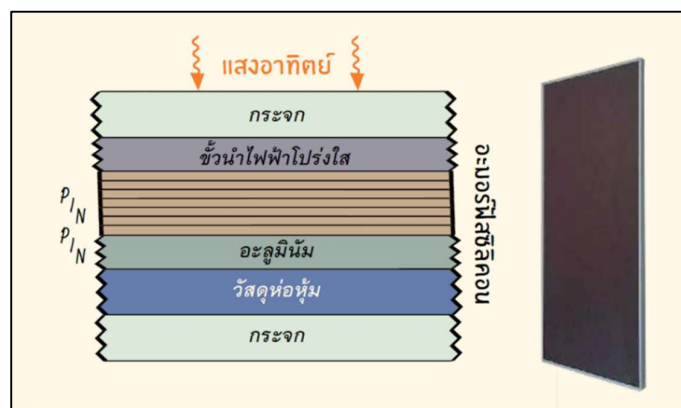 แสงอาทิตย์
กระจก
ขั้วนำไฟฟ้าโปร่งใส
P I N
P I N
อะลูมินัม
วัสดุห่อหุ้ม
กระจก
อะมอร์ฟัสซิลิคอน